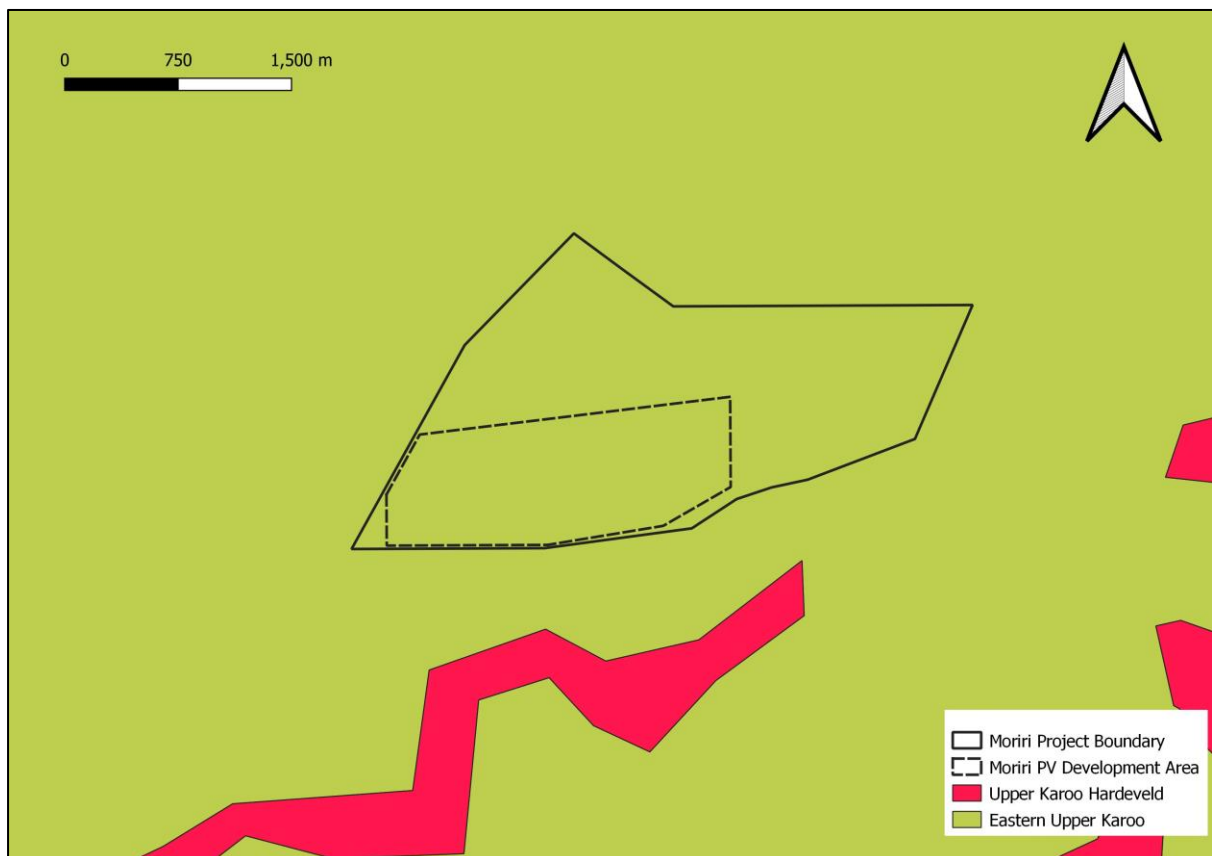 0 750 1,500 m
Moriri Project Boundary
Moriri PV Development Area
Upper Karoo Hardeveld
Eastern Upper Karoo